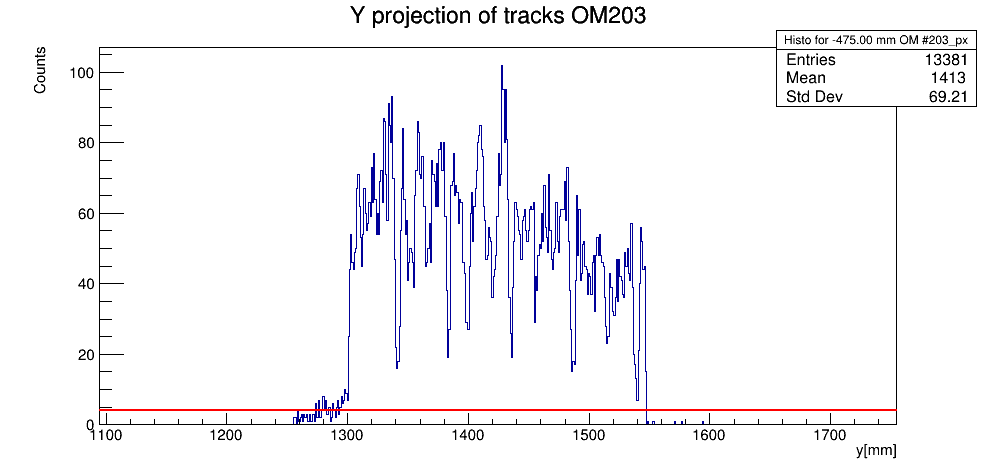 Y projection of tracks OM203
Histo for -475.00 mm OM #203_px
Entries 13381
Mean 1413
Std Dev 69.21
Counts
100
80
60
40
20
0
1100 1200 1300 1400 1500 1600 1700
y[mm]